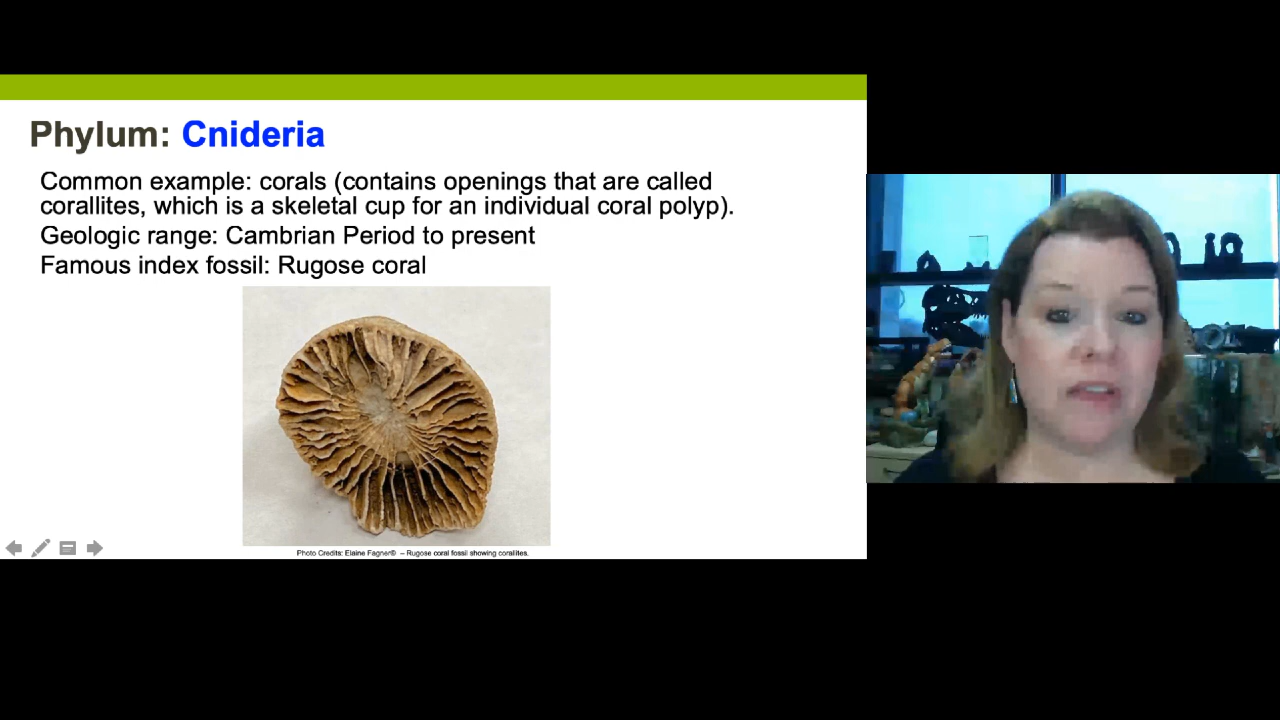 Phylum: Cnideria
Common example: corals (contains openings that are called
corallites, which is a skeletal cup for an individual coral polyp).
Geologic range: Cambrian Period to present
Famous index fossil: Rugose coral
Photo Credits: Elaine Fagner® – Rugose coral fossil showing corallites.